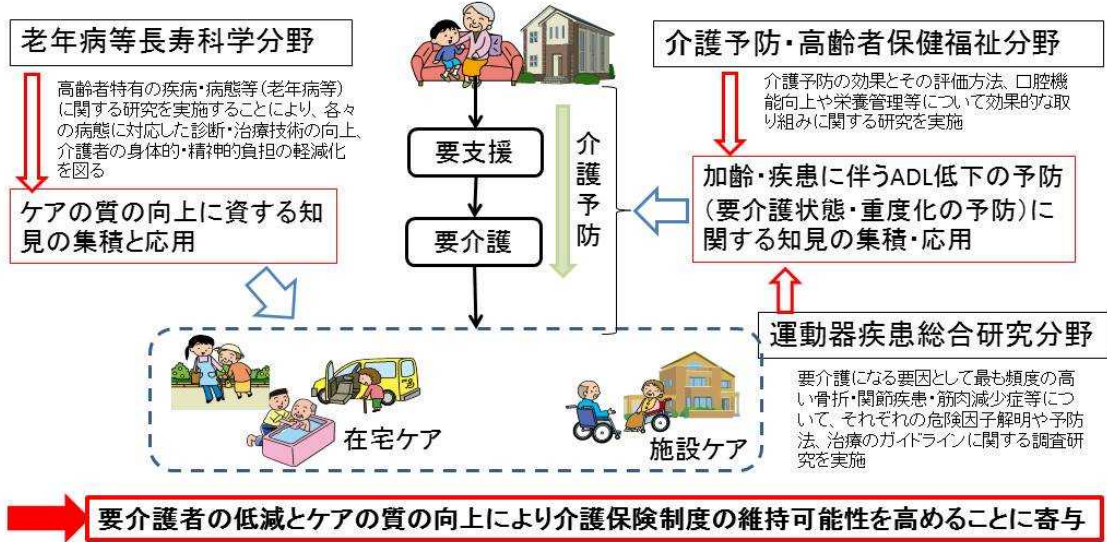 老年病等長寿科学分野
高齢者特有の疾病・病態等(老年病等)
に関する研究を実施することにより、各々
の病態に対応した診断・治療技術の向上、
介護者の身体的・精神的負担の軽減化
を図る
ケアの質の向上に資する知
見の集積と応用
要支援
要介護
介護予防
介護予防・高齢者保健福祉分野
介護予防の効果とその評価方法、口腔機
能向上や栄養管理等について効果的な取
り組みに関する研究を実施
加齢・疾患に伴うADL低下の予防
(要介護状態・重度化の予防)に
関する知見の集積・応用
運動器疾患総合研究分野
要介護になる要因として最も頻度の高
い骨折・関節疾患・筋肉減少症等につ
いて、それぞれの危険因子解明や予防
法、治療のガイドラインに関する調査研
究を実施
在宅ケア
施設ケア
要介護者の低減とケアの質の向上により介護保険制度の維持可能性を高めることに寄与